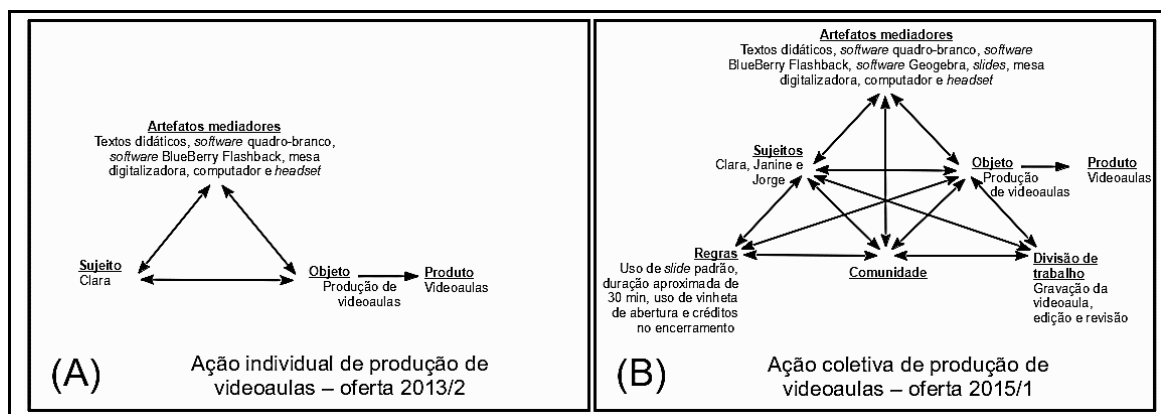 Artefatos mediadores
Textos didáticos, software quadro-branco,
software BlueBerry Flashback, mesa
digitalizadora, computador e headset
Sujeito
Clara
Objeto
Produção de
videoaulas
Produto
Videoaulas
(A)
Ação individual de produção de
videoaulas – oferta 2013/2
Artefatos mediadores
Textos didáticos, software quadro-branco, software
BlueBerry Flashback, software Geogebra, slides, mesa
digitalizadora, computador e headset
Sujeitos
Clara, Janine e
Jorge
Objeto
Produção
de videoaulas
Produto
Videoaulas
Regras
Uso de slide padrão,
duração aproximada de
30 min, uso de vinheta
de abertura e créditos
no encerramento
Comunidade
Divisão de
trabalho
Gravação da
videoaula,
edição e revisão
(B)
Ação coletiva de produção de
videoaulas – oferta 2015/1